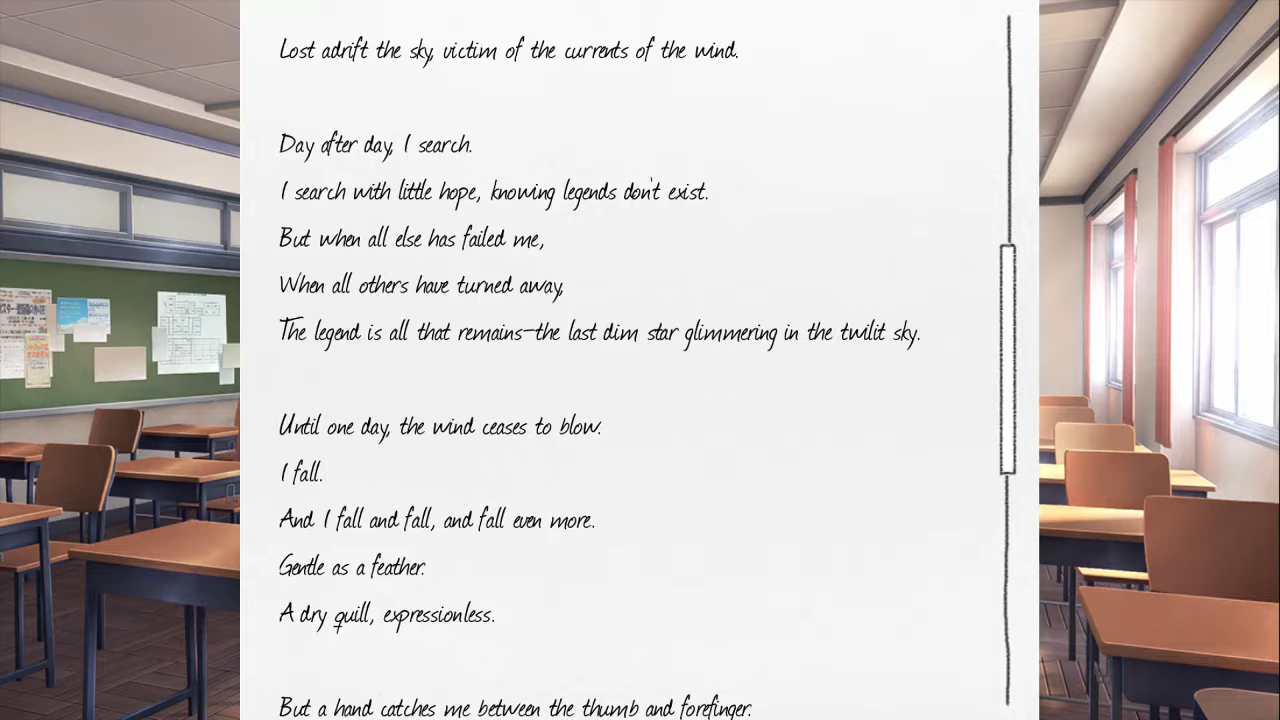 Lost adrift the sky, victim of the currents of the wind.
Day after day, I search.
I search with little hope, knowing legends don't exist.
But when all else has failed me,
When all others have turned away,
The legend is all that remains—the last dim star glimmering in the twilit sky.
Until one day, the wind ceases to blow.
I fall.
And I fall and fall, and fall even more.
Gentle as a feather.
A dry quill, expressionless.
But a hand catches me between the thumb and forefinger.